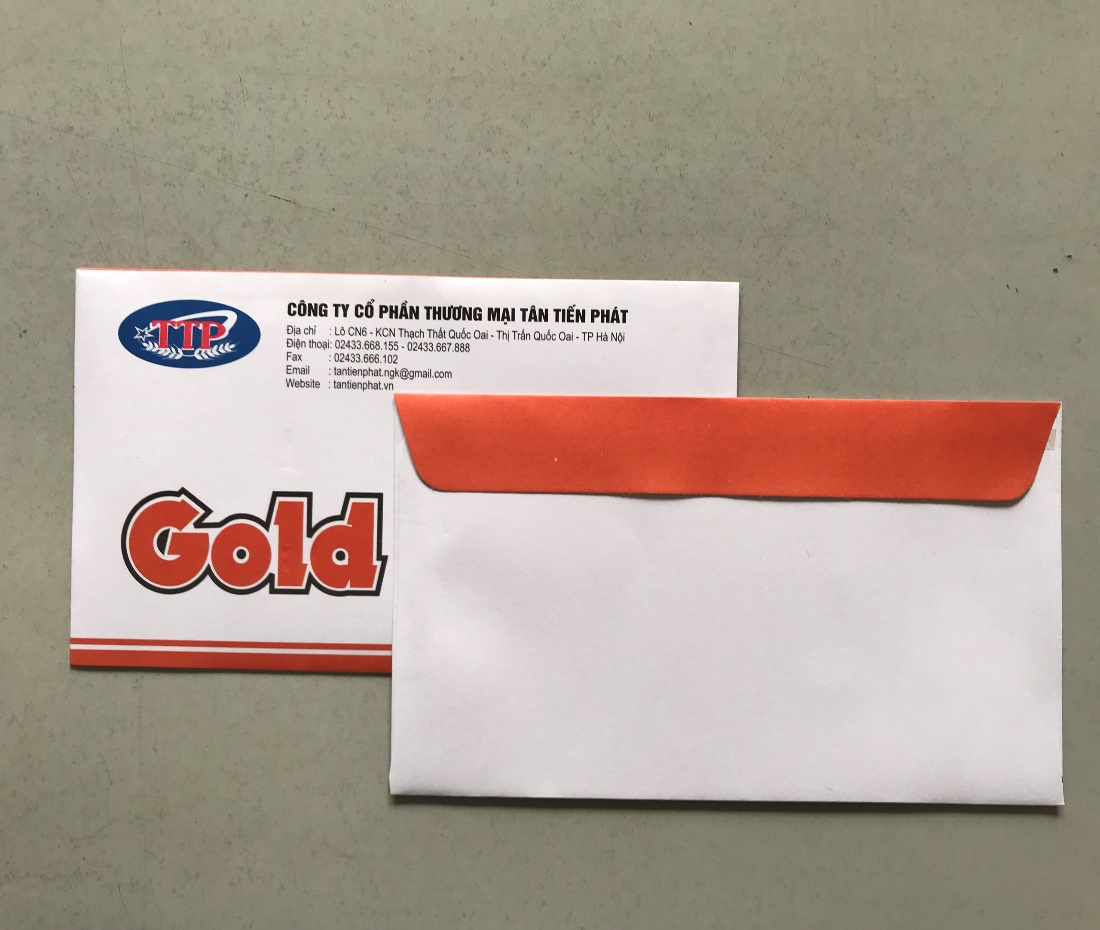 TTP
CÔNG TY CỔ PHẦN THƯƠNG MẠI TÂN TIẾN PHÁT
Địa chỉ : Lô CN6 - KCN Thạch Thất Quốc Oai - Thị Trấn Quốc Oai - TP Hà Nội
Điện thoại: 02433.668.155 - 02433.667.888
Fax : 02433.666.102
Email : tantienphat.ngk@gmail.com
Website : tantienphat.vn
Gold